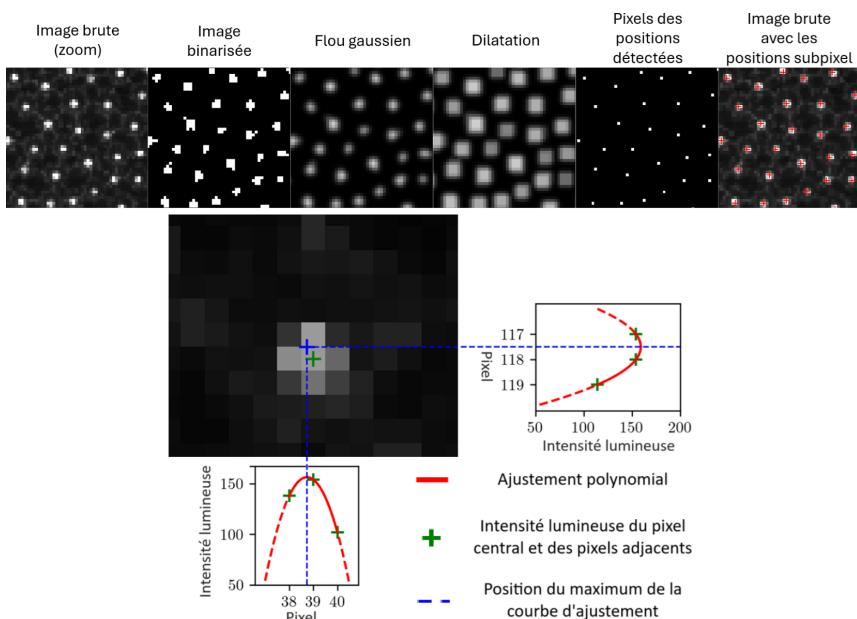 Image brute
(zoom)
Image
binarisée
Flou gaussien
Dilatation
Pixels des
positions
détectées
Image brute
avec les
positions subpixel
117
118
119
Pixel
50
100
150
200
Intensité lumineuse
Intensité lumineuse
150
100
50
38
39
40
Pixel
Ajustement polynomial
Intensité lumineuse du pixel
central et des pixels adjacents
Position du maximum de la
courbe d'ajustement